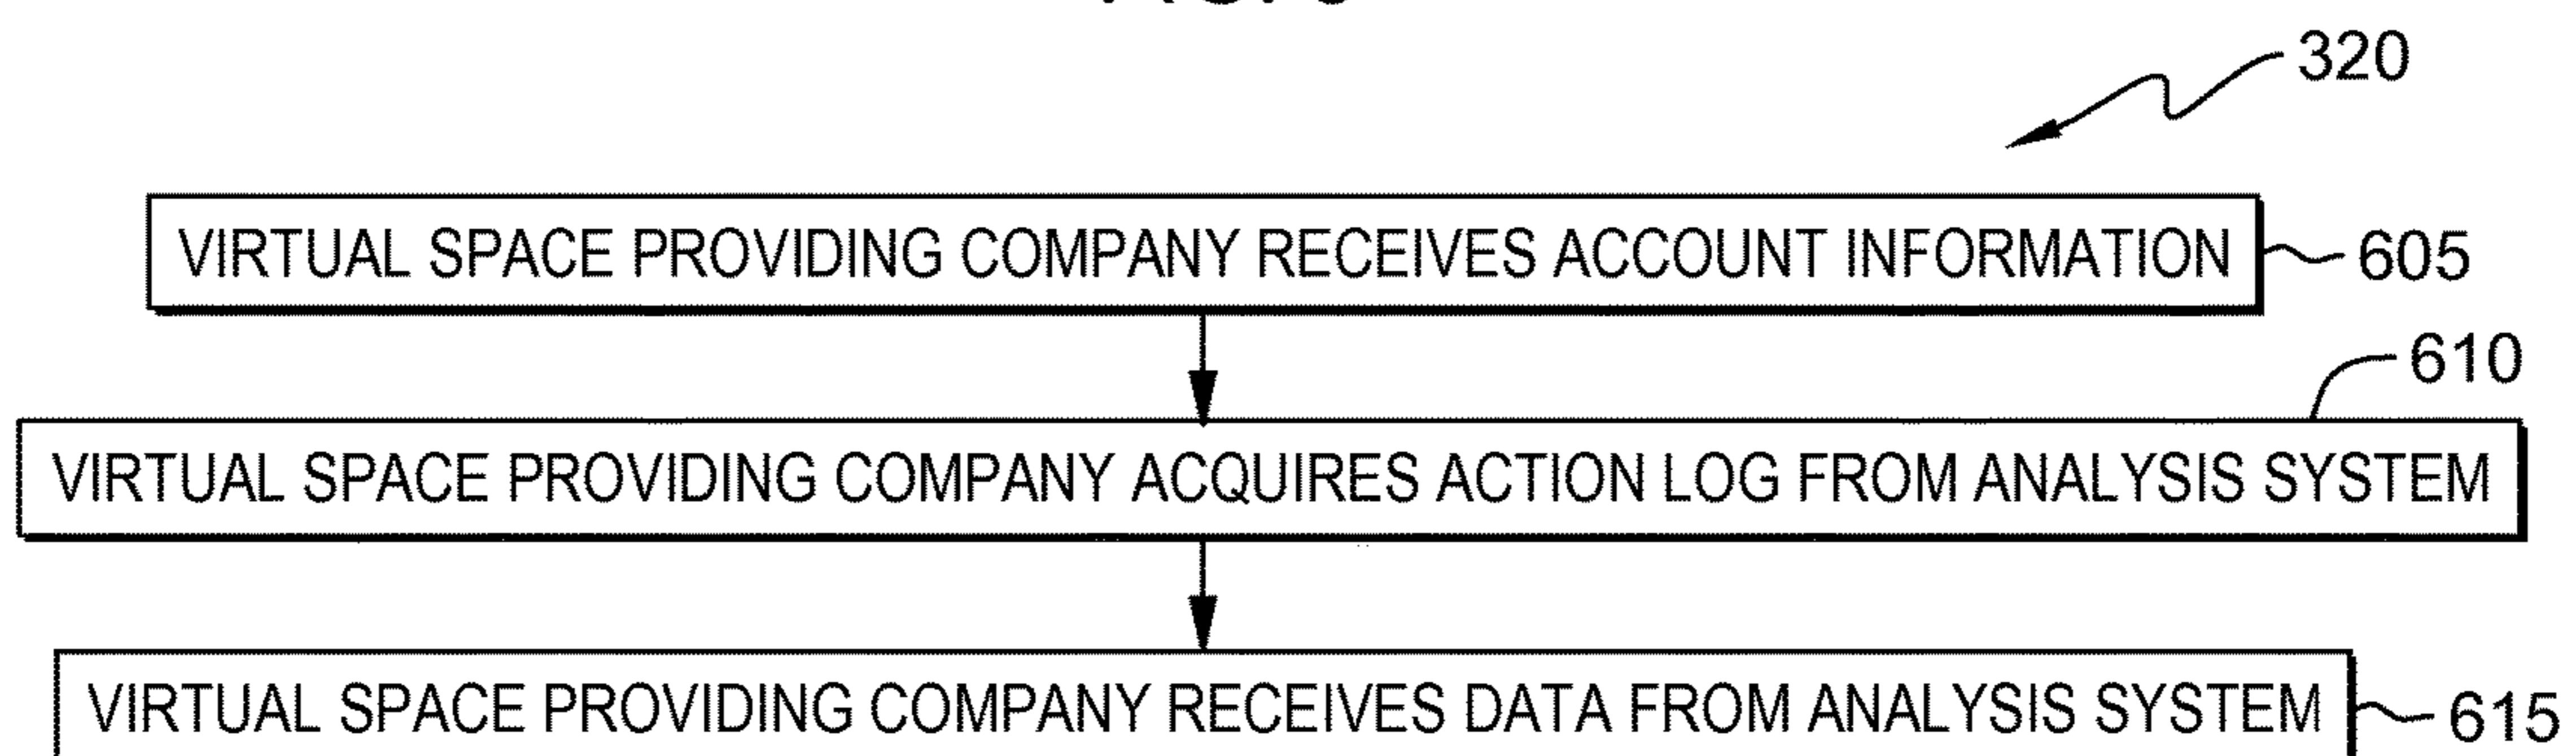 320
VIRTUAL SPACE PROVIDING COMPANY RECEIVES ACCOUNT INFORMATION
605
610
VIRTUAL SPACE PROVIDING COMPANY ACQUIRES ACTION LOG FROM ANALYSIS SYSTEM
VIRTUAL SPACE PROVIDING COMPANY RECEIVES DATA FROM ANALYSIS SYSTEM
615